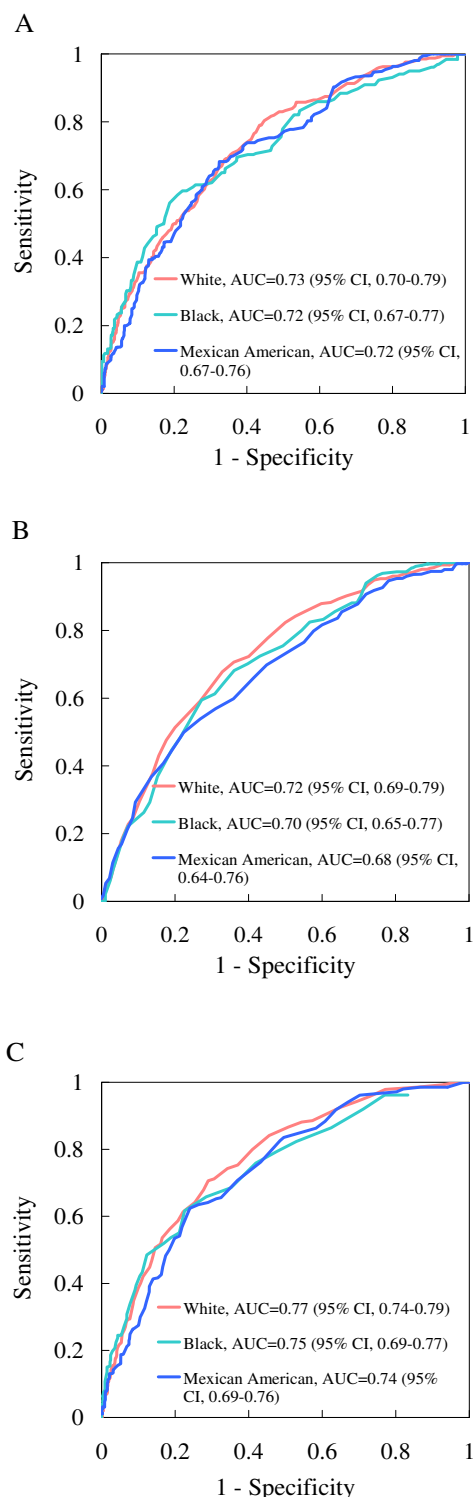 A
1
0.8
0.6
0.4
0.2
0
Sensitivity
White, AUC=0.73 (95% CI, 0.70-0.79)
Black, AUC=0.72 (95% CI, 0.67-0.77)
Mexican American, AUC=0.72 (95% CI,
0.67-0.76)
0 0.2 0.4 0.6 0.8 1
1 - Specificity
B
1
0.8
0.6
0.4
0.2
0
Sensitivity
White, AUC=0.72 (95% CI, 0.69-0.79)
Black, AUC=0.70 (95% CI, 0.65-0.77)
Mexican American, AUC=0.68 (95% CI,
0.64-0.76)
0 0.2 0.4 0.6 0.8 1
1 - Specificity
C
1
0.8
0.6
0.4
0.2
0
Sensitivity
White, AUC=0.77 (95% CI, 0.74-0.79)
Black, AUC=0.75 (95% CI, 0.69-0.77)
Mexican American, AUC=0.74 (95%
CI, 0.69-0.76)
0 0.2 0.4 0.6 0.8 1
1 - Specificity